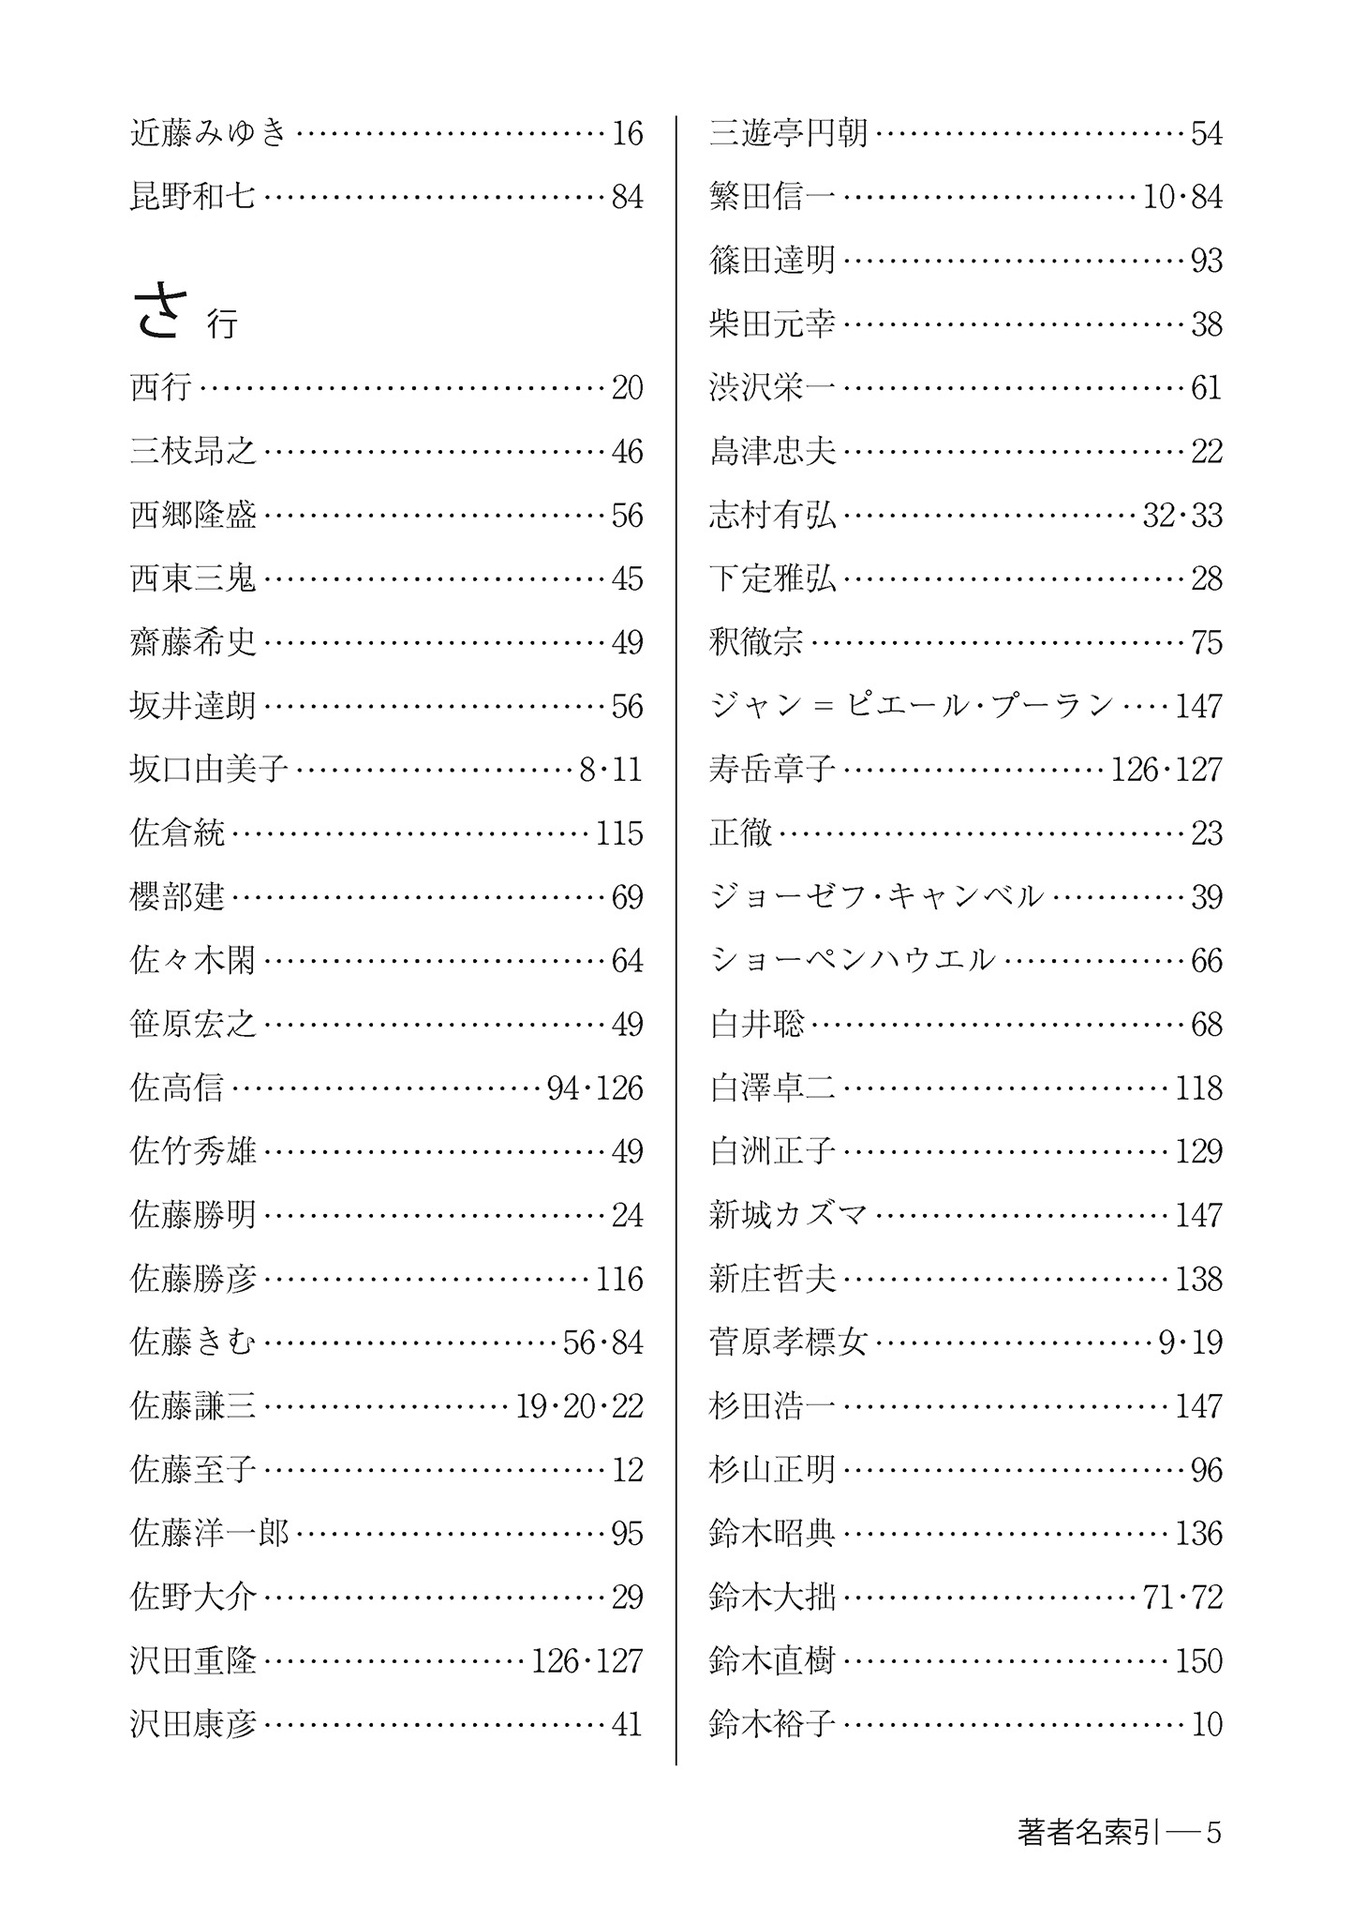 近藤みゆき…………………………16
昆野和七……………………………84
さ 行
西行…………………………………20
三枝昻之……………………………46
西郷隆盛……………………………56
西東三鬼……………………………45
齋藤希史……………………………49
坂井達朗……………………………56
坂口由美子………………………8・11
佐倉統………………………………115
櫻部建………………………………69
佐々木閑……………………………64
笹原宏之……………………………49
佐高信…………………………94・126
佐竹秀雄……………………………49
佐藤勝明……………………………24
佐藤勝彦……………………………116
佐藤きむ………………………56・84
佐藤謙三…………………19・20・22
佐藤至子……………………………12
佐藤洋一郎…………………………95
佐野大介……………………………29
沢田重隆……………………126・127
沢田康彦……………………………41
三遊亭円朝…………………………54
繁田信一………………………10・84
篠田達明……………………………93
柴田元幸……………………………38
渋沢栄一……………………………61
島津忠夫……………………………22
志村有弘………………………32・33
下定雅弘……………………………28
釈徹宗………………………………75
ジャン＝ピエール・プーラン……147
寿岳章子……………………126・127
正徹…………………………………23
ジョーゼフ・キャンベル…………39
ショーペンハウエル………………66
白井聡………………………………68
白澤卓二……………………………118
白洲正子……………………………129
新城カズマ…………………………147
新庄哲夫……………………………138
菅原孝標女………………………9・19
杉田浩一……………………………147
杉山正明……………………………96
鈴木昭典……………………………136
鈴木大拙………………………71・72
鈴木直樹……………………………150
鈴木裕子……………………………10
著者名索引―5